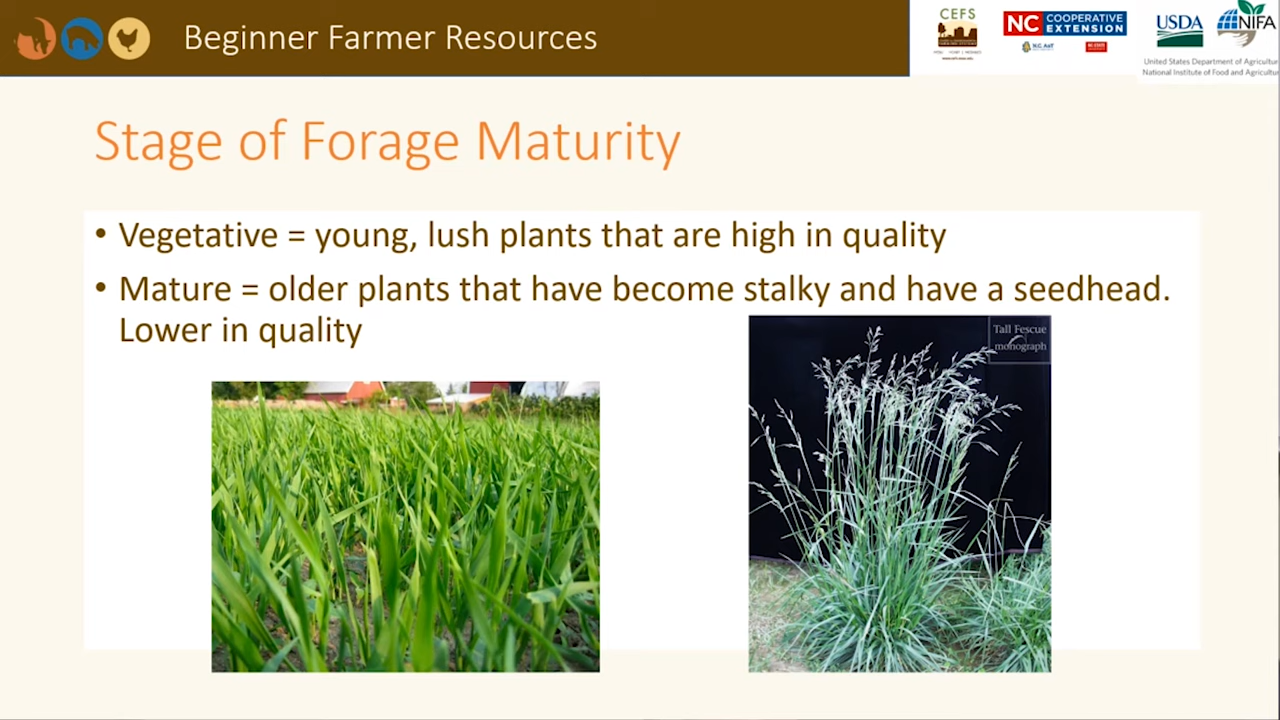 Beginner Farmer Resources
CEFS
NC COOPERATIVE
EXTENSION
USDA
NIFA
United States Department of Agricultur
National Institute of Food and Agricultur
Stage of Forage Maturity
• Vegetative = young, lush plants that are high in quality
• Mature = older plants that have become stalky and have a seedhead.
Lower in quality
Tall Fescue
monograph